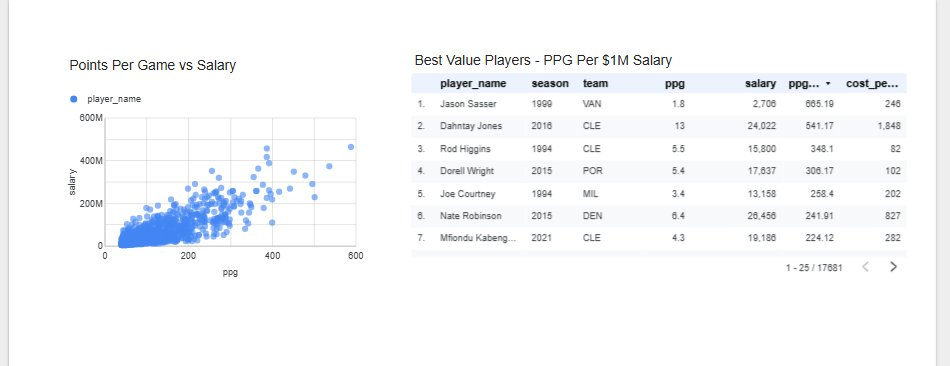 Points Per Game vs Salary
player_name
600M
400M
200M
0
salary
0 200 400 600
ppg
Best Value Players - PPG Per $1M Salary
player_name season team ppg salary ppg... cost_pe...
1. Jason Sasser 1999 VAN 1.8 2,706 665.19 246
2. Dahntay Jones 2016 CLE 13 24,022 541.17 1,848
3. Rod Higgins 1994 CLE 5.5 15,800 348.1 82
4. Dorell Wright 2015 POR 5.4 17,637 306.17 102
5. Joe Courtney 1994 MIL 3.4 13,158 258.4 202
6. Nate Robinson 2015 DEN 6.4 26,456 241.91 827
7. Mfiondu Kabeng... 2021 CLE 4.3 19,186 224.12 282
1 - 25 / 17681